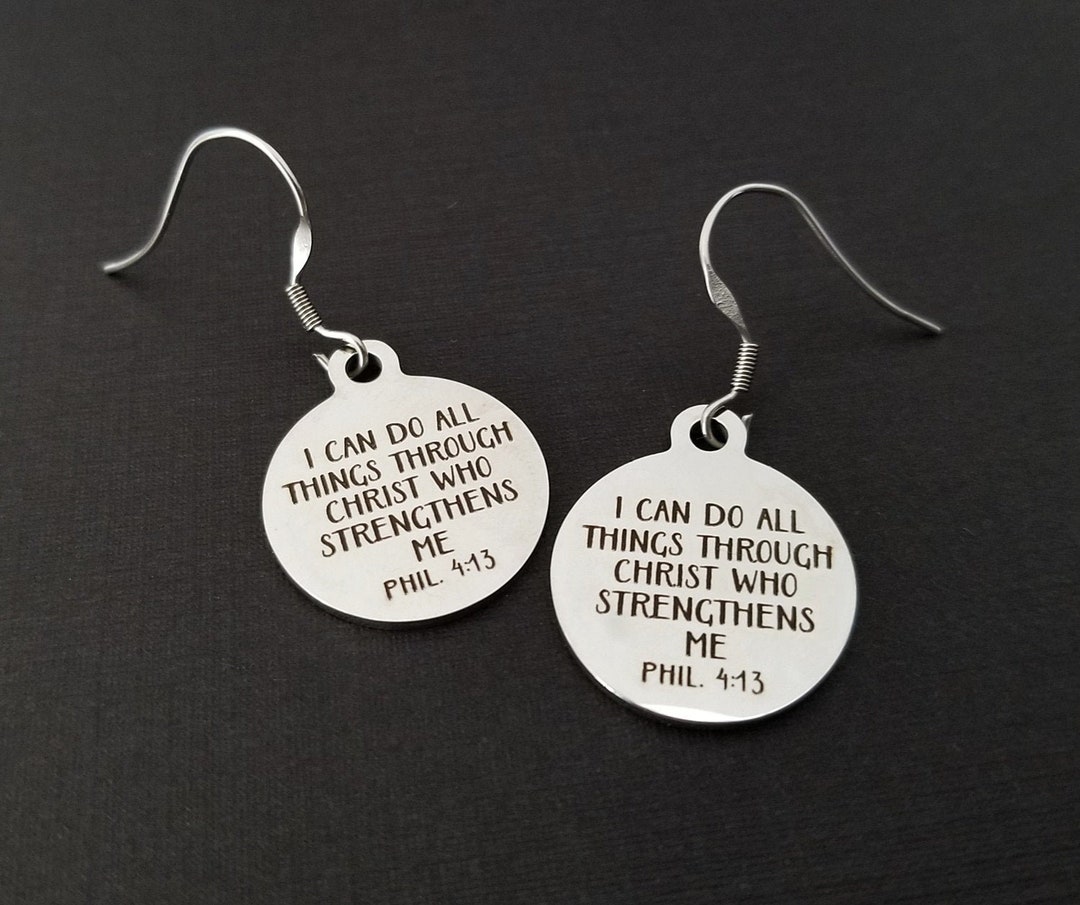 I CAN DO ALL
THINGS THROUGH
CHRIST WHO
STRENGTHENS
ME
PHIL. 4:13
I CAN DO ALL
THINGS THROUGH
CHRIST WHO
STRENGTHENS
ME
PHIL. 4:13